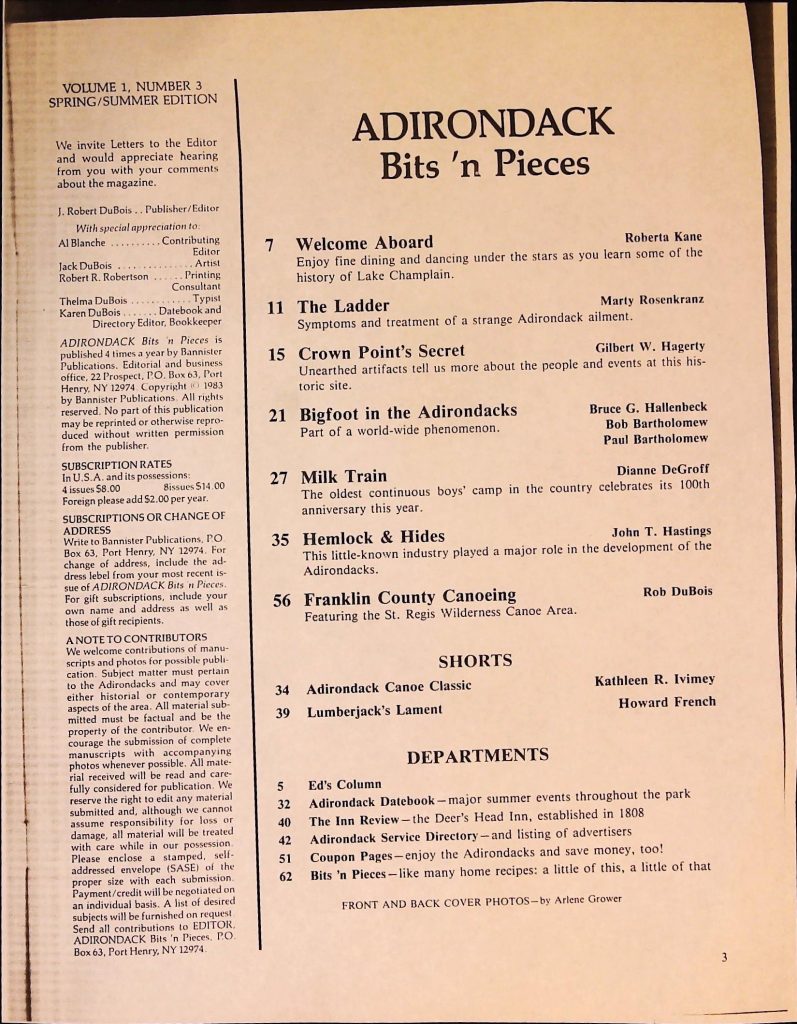 VOLUME 1, NUMBER 3
SPRING/SUMMER EDITION
We invite Letters to the Editor
and would appreciate hearing
from you with your comments
about the magazine.
J. Robert DuBois . . Publisher/Editor
With special appreciation to:
Al Blanche . . . . . . . . . . Contributing
Editor
Jack DuBois . . . . . . . . . . . . . . Artist
Robert R. Robertson . . . . . . Printing
Consultant
Thelma DuBois . . . . . . . . . . . Typist
Karen DuBois . . . . . . . Datebook and
Directory Editor, Bookkeeper
ADIRONDACK Bits 'n Pieces is
published 4 times a year by Bannister
Publications. Editorial and business
office, 22 Prospect, P.O. Box 63, Port
Henry, NY 12974. Copyright © 1983
by Bannister Publications. All rights
reserved. No part of this publication
may be reprinted or otherwise repro-
duced without written permission
from the publisher.
SUBSCRIPTION RATES
In U.S.A. and its possessions:
4 issues $8.00 8issues $14.00
Foreign please add $2.00 per year.
SUBSCRIPTIONS OR CHANGE OF
ADDRESS
Write to Bannister Publications, P.O.
Box 63, Port Henry, NY 12974. For
change of address, include the ad-
dress lebel from your most recent is-
sue of ADIRONDACK Bits 'n Pieces.
For gift subscriptions, include your
own name and address as well as
those of gift recipients.
A NOTE TO CONTRIBUTORS
We welcome contributions of manu-
scripts and photos for possible publi-
cation. Subject matter must pertain
to the Adirondacks and may cover
either historial or contemporary
aspects of the area. All material sub-
mitted must be factual and be the
property of the contributor. We en-
courage the submission of complete
manuscripts with accompanying
photos whenever possible. All mate-
rial received will be read and care-
fully considered for publication. We
reserve the right to edit any material
submitted and, although we cannot
assume responsibility for loss or
damage, all material will be treated
with care while in our possession.
Please enclose a stamped, self-
addressed envelope (SASE) of the
proper size with each submission.
Payment/credit will be negotiated on
an individual basis. A list of desired
subjects will be furnished on request.
Send all contributions to EDITOR,
ADIRONDACK Bits 'n Pieces, P.O.
Box 63, Port Henry, NY 12974.
ADIRONDACK
Bits 'n Pieces
7 Welcome Aboard Roberta Kane
Enjoy fine dining and dancing under the stars as you learn some of the
history of Lake Champlain.
11 The Ladder Marty Rosenkranz
Symptoms and treatment of a strange Adirondack ailment.
15 Crown Point's Secret Gilbert W. Hagerty
Unearthed artifacts tell us more about the people and events at this his-
toric site.
21 Bigfoot in the Adirondacks Bruce G. Hallenbeck
Part of a world-wide phenomenon. Bob Bartholomew
Paul Bartholomew
27 Milk Train Dianne DeGroff
The oldest continuous boys' camp in the country celebrates its 100th
anniversary this year.
35 Hemlock & Hides John T. Hastings
This little-known industry played a major role in the development of the
Adirondacks.
56 Franklin County Canoeing Rob DuBois
Featuring the St. Regis Wilderness Canoe Area.
SHORTS
34 Adirondack Canoe Classic Kathleen R. Ivimey
39 Lumberjack's Lament Howard French
DEPARTMENTS
5 Ed's Column
32 Adirondack Datebook—major summer events throughout the park
40 The Inn Review—the Deer's Head Inn, established in 1808
42 Adirondack Service Directory—and listing of advertisers
51 Coupon Pages—enjoy the Adirondacks and save money, too!
62 Bits 'n Pieces—like many home recipes: a little of this, a little of that
FRONT AND BACK COVER PHOTOS—by Arlene Grower
3